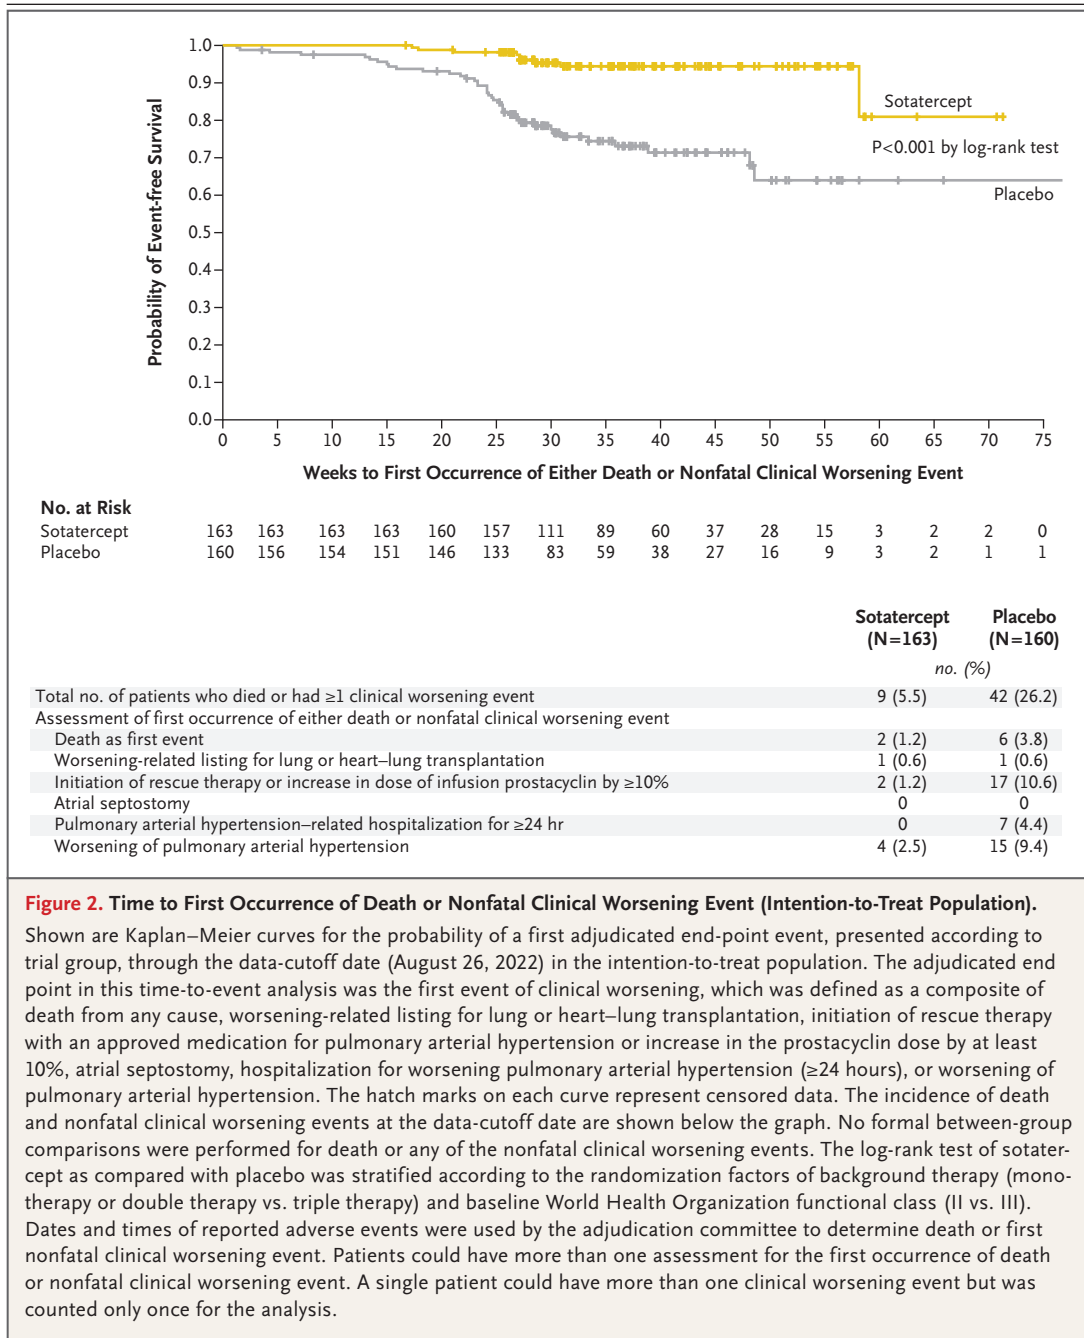 1.0
0.9
0.8
0.7
0.6
0.5
0.4
0.3
0.2
0.1
0.0
Probability of Event-free Survival
Sotatercept
P<0.001 by log-rank test
Placebo
0 5 10 15 20 25 30 35 40 45 50 55 60 65 70 75
Weeks to First Occurrence of Either Death or Nonfatal Clinical Worsening Event
No. at Risk
Sotatercept 163 163 163 163 160 157 111 89 60 37 28 15 3 2 2 0
Placebo 160 156 154 151 146 133 83 59 38 27 16 9 3 2 1 1
Sotatercept Placebo
(N=163) (N=160)
no. (%)
Total no. of patients who died or had ≥1 clinical worsening event 9 (5.5) 42 (26.2)
Assessment of first occurrence of either death or nonfatal clinical worsening event
Death as first event 2 (1.2) 6 (3.8)
Worsening-related listing for lung or heart–lung transplantation 1 (0.6) 1 (0.6)
Initiation of rescue therapy or increase in dose of infusion prostacyclin by ≥10% 2 (1.2) 17 (10.6)
Atrial septostomy 0 0
Pulmonary arterial hypertension–related hospitalization for ≥24 hr 0 7 (4.4)
Worsening of pulmonary arterial hypertension 4 (2.5) 15 (9.4)
Figure 2. Time to First Occurrence of Death or Nonfatal Clinical Worsening Event (Intention-to-Treat Population).
Shown are Kaplan–Meier curves for the probability of a first adjudicated end-point event, presented according to
trial group, through the data-cutoff date (August 26, 2022) in the intention-to-treat population. The adjudicated end
point in this time-to-event analysis was the first event of clinical worsening, which was defined as a composite of
death from any cause, worsening-related listing for lung or heart–lung transplantation, initiation of rescue therapy
with an approved medication for pulmonary arterial hypertension or increase in the prostacyclin dose by at least
10%, atrial septostomy, hospitalization for worsening pulmonary arterial hypertension (≥24 hours), or worsening of
pulmonary arterial hypertension. The hatch marks on each curve represent censored data. The incidence of death
and nonfatal clinical worsening events at the data-cutoff date are shown below the graph. No formal between-group
comparisons were performed for death or any of the nonfatal clinical worsening events. The log-rank test of sotater-
cept as compared with placebo was stratified according to the randomization factors of background therapy (mono-
therapy or double therapy vs. triple therapy) and baseline World Health Organization functional class (II vs. III).
Dates and times of reported adverse events were used by the adjudication committee to determine death or first
nonfatal clinical worsening event. Patients could have more than one assessment for the first occurrence of death
or nonfatal clinical worsening event. A single patient could have more than one clinical worsening event but was
counted only once for the analysis.